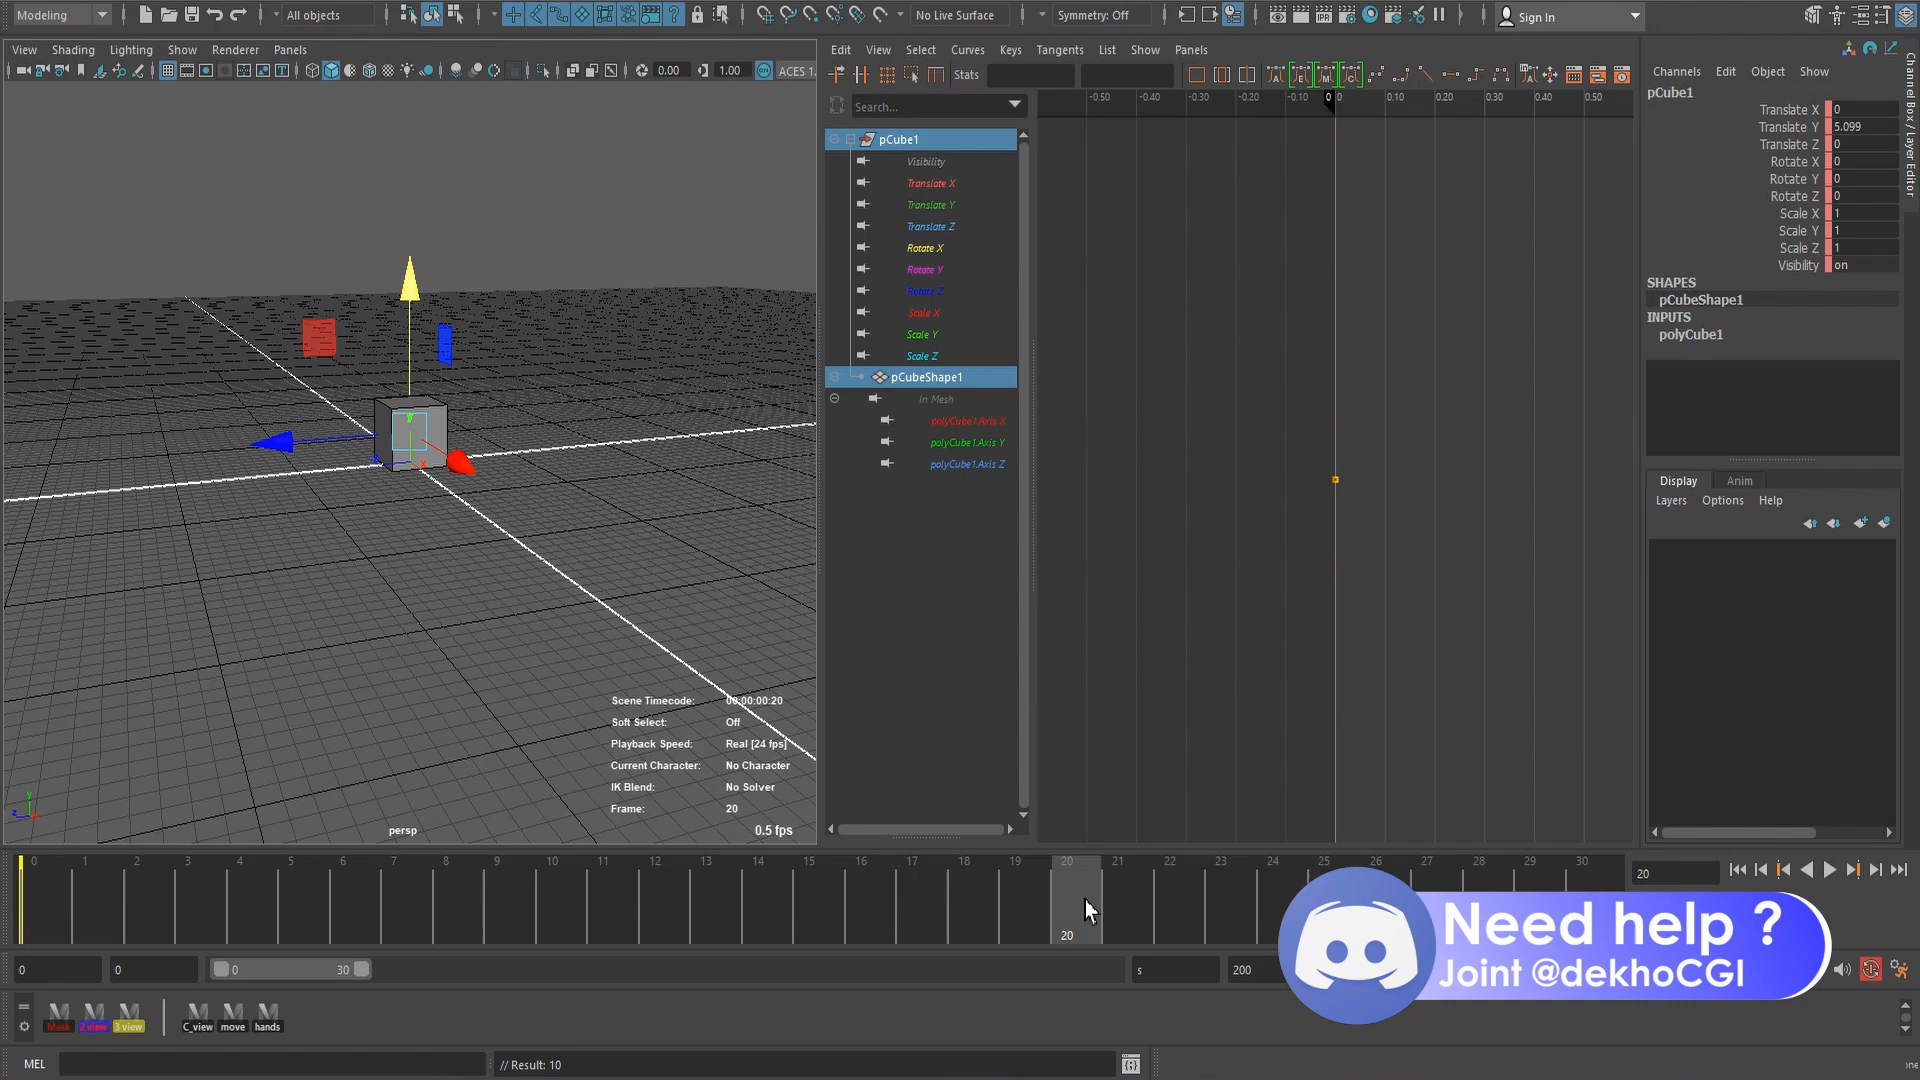 Modeling
All objects
No Live Surface
Symmetry: Off
Sign In
View Shading Lighting Show Renderer Panels
0.00 1.00 ACES 1.
Edit View Select Curves Keys Tangents List Show Panels
Stats
Search...
-0.50 -0.40 -0.30 -0.20 -0.10 0 0 0.10 0.20 0.30 0.40 0.50
pCube1
Visibility
Translate X
Translate Y
Translate Z
Rotate X
Rotate Y
Rotate Z
Scale X
Scale Y
Scale Z
pCubeShape1
In Mesh
polyCube1.Axis X
polyCube1.Axis Y
polyCube1.Axis Z
Channels Edit Object Show
pCube1
Translate X 0
Translate Y 5.099
Translate Z 0
Rotate X 0
Rotate Y 0
Rotate Z 0
Scale X 1
Scale Y 1
Scale Z 1
Visibility on
SHAPES
pCubeShape1
INPUTS
polyCube1
Channel Box / Layer Editor
Display Anim
Layers Options Help
Scene Timecode: 00:00:00:20
Soft Select: Off
Playback Speed: Real [24 fps]
Current Character: No Character
IK Blend: No Solver
Frame: 20
persp
0.5 fps
0 1 2 3 4 5 6 7 8 9 10 11 12 13 14 15 16 17 18 19 20 21 22 23 24 25 26 27 28 29 30
20
20
0 0 0 30 s 200
Need help ?
Joint @dekhoCGI
Mask 2 view 3 view C_view move hands
MEL
// Result: 10